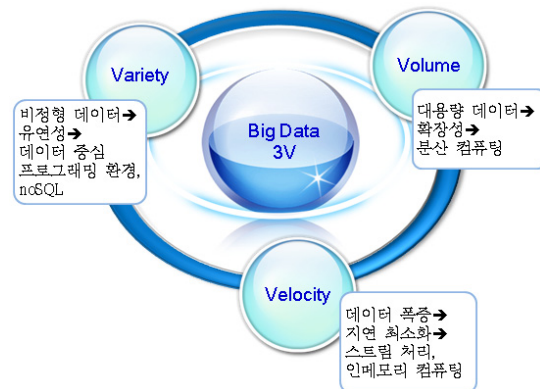 Variety
비정형 데이터➔
유연성➔
데이터 중심
프로그래밍 환경,
noSQL
Big Data
3V
Volume
대용량 데이터➔
확장성➔
분산 컴퓨팅
Velocity
데이터 폭증➔
지연 최소화➔
스트림 처리,
인메모리 컴퓨팅